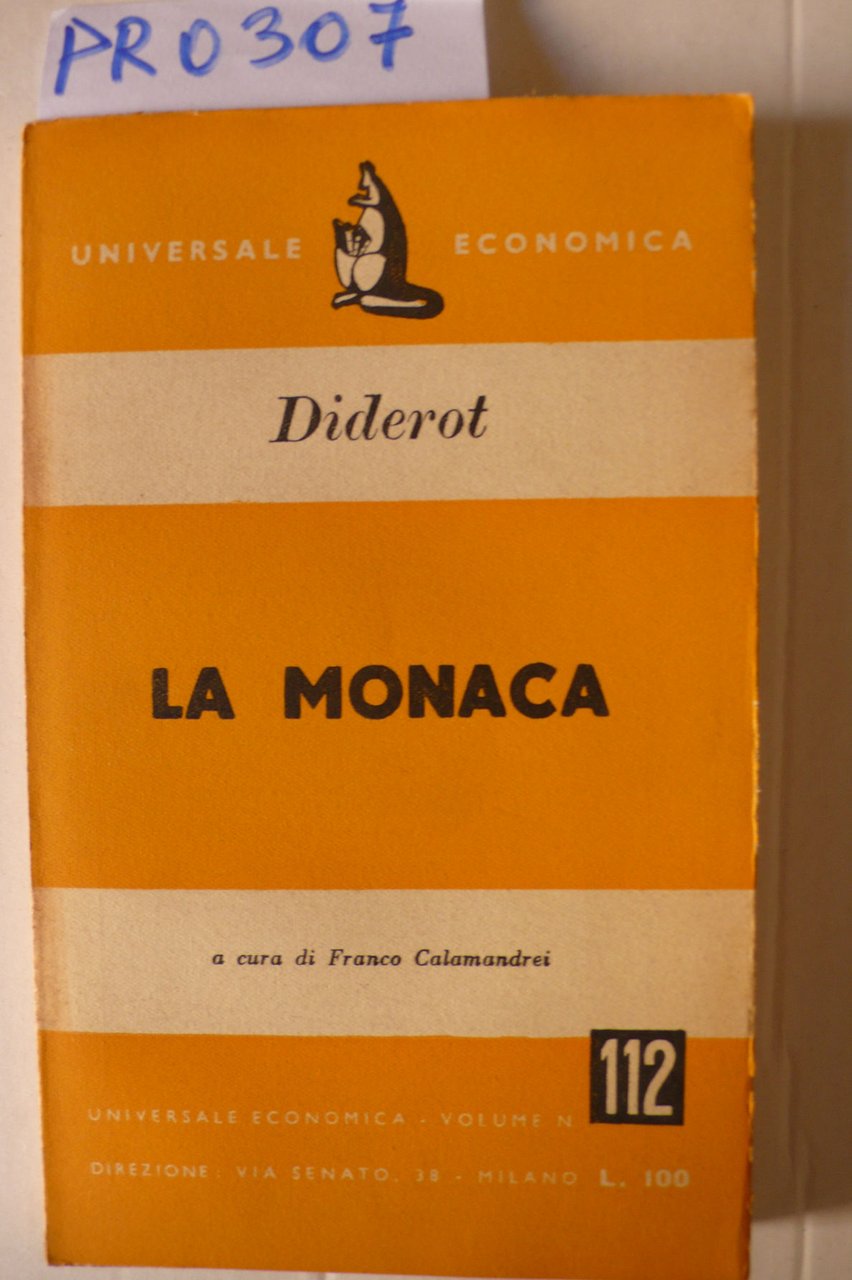 PR0307
UNIVERSALE ECONOMICA
Diderot
LA MONACA
a cura di Franco Calamandrei
UNIVERSALE ECONOMICA - VOLUME N 112
DIREZIONE: VIA SENATO, 38 - MILANO L. 100